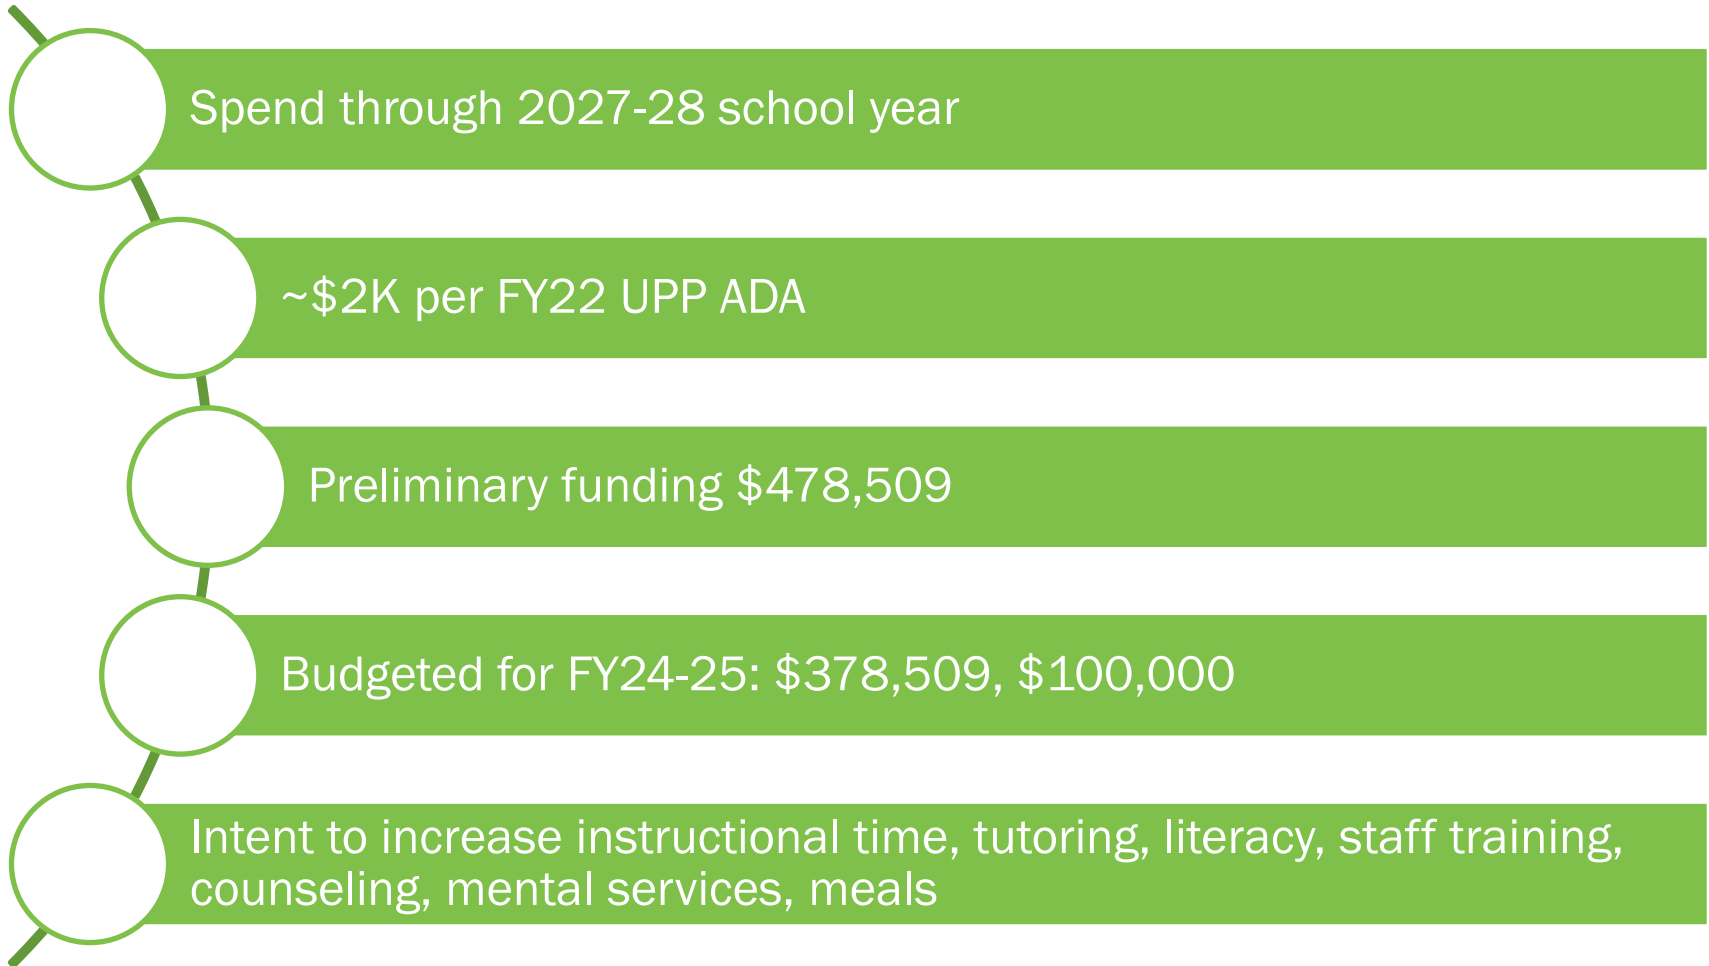 Spend through 2027-28 school year
~$2K per FY22 UPP ADA
Preliminary funding $478,509
Budgeted for FY24-25: $378,509, $100,000
Intent to increase instructional time, tutoring, literacy, staff training,
counseling, mental services, meals